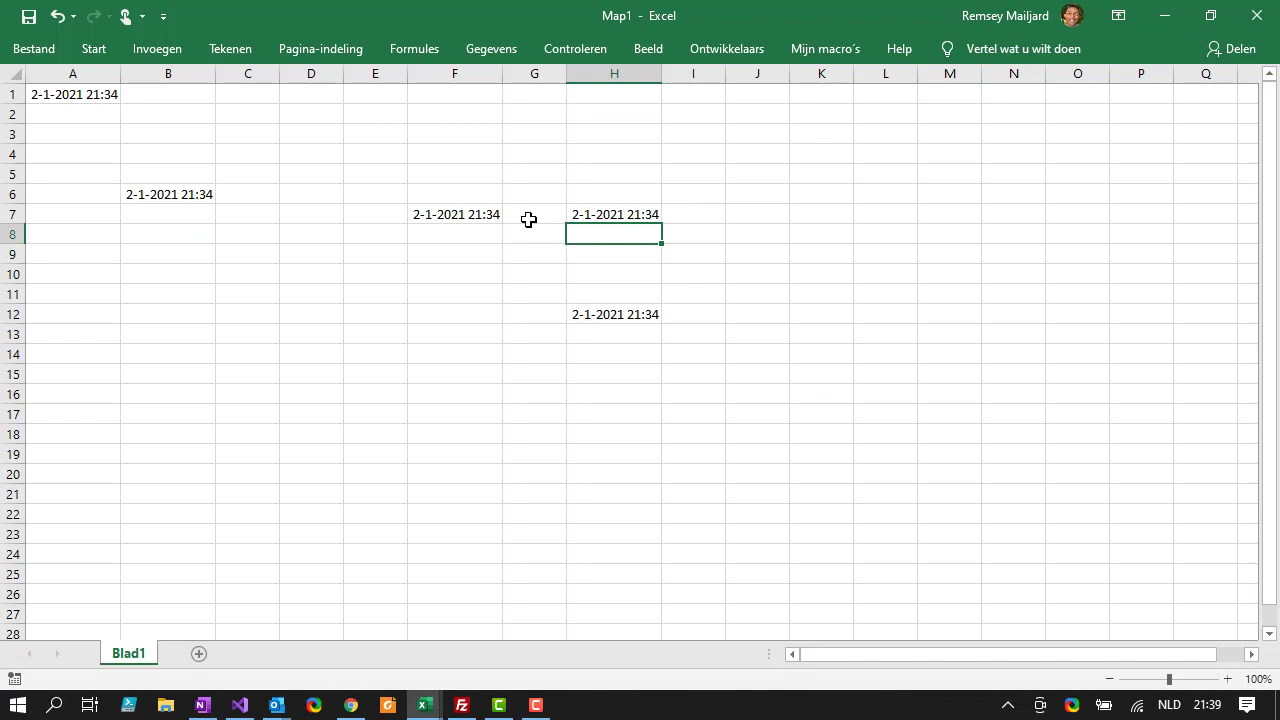 Map1 - Excel
Remsey Mailjard
Bestand Start Invoegen Tekenen Pagina-indeling Formules Gegevens Controleren Beeld Ontwikkelaars Mijn macro´s Help Vertel wat u wilt doen Delen
A B C D E F G H I J K L M N O P Q
1 2-1-2021 21:34
2
3
4
5
6 2-1-2021 21:34
7 2-1-2021 21:34 2-1-2021 21:34
8
9
10
11
12 2-1-2021 21:34
13
14
15
16
17
18
19
20
21
22
23
24
25
26
27
28
Blad1
100%
NLD 21:39